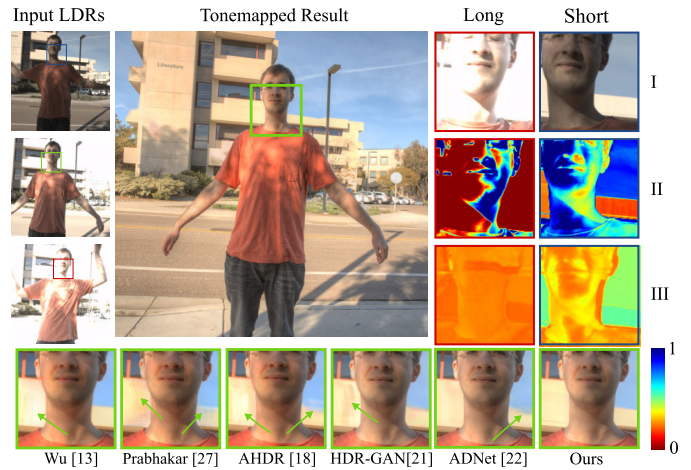 Input LDRs
Tonemapped Result
Long
Short
Literature
I
II
III
1
0
Wu [13]
Prabhakar [27]
AHDR [18]
HDR-GAN[21]
ADNet [22]
Ours